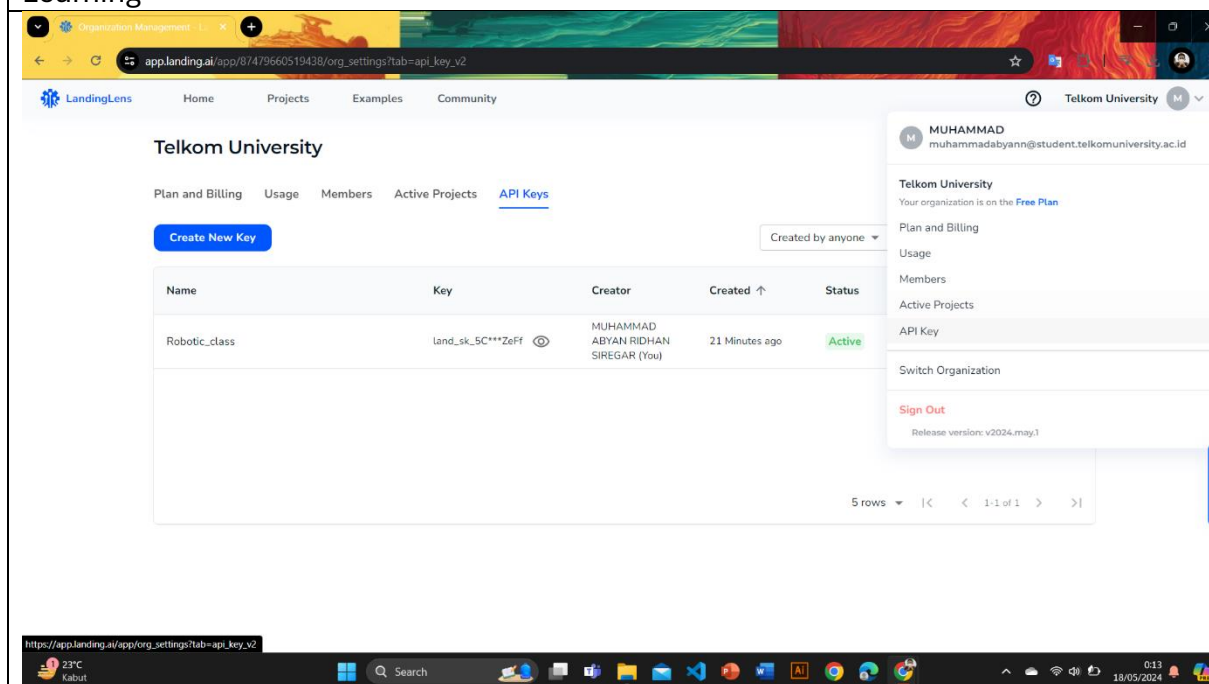 Learning
Organization Management - L
app.landing.ai/app/87479660519438/org_settings?tab=api_key_v2
LandingLens Home Projects Examples Community Telkom University M
Telkom University
Plan and Billing Usage Members Active Projects API Keys
Create New Key Created by anyone
Name Key Creator Created ↑ Status
Robotic_class land_sk_5C***ZeFf MUHAMMAD ABYAN RIDHAN SIREGAR (You) 21 Minutes ago Active
5 rows 1-1 of 1
M MUHAMMAD
muhammadabyann@student.telkomuniversity.ac.id
Telkom University
Your organization is on the Free Plan
Plan and Billing
Usage
Members
Active Projects
API Key
Switch Organization
Sign Out
Release version: v2024.may.1
https://app.landing.ai/app/org_settings?tab=api_key_v2
1 23°C
Kabut
Search
0:13
18/05/2024